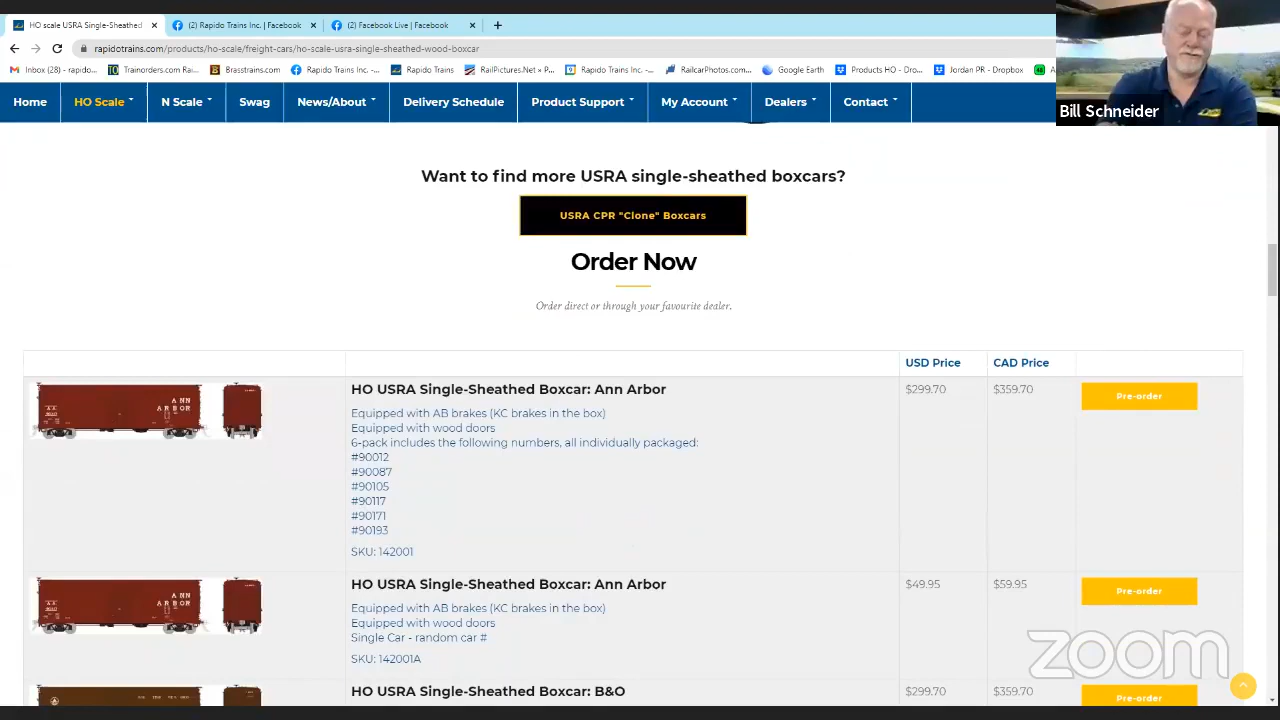 HO scale USRA Single-Sheathed
(2) Rapido Trains Inc. | Facebook
(2) Facebook Live | Facebook
rapidotrains.com/products/ho-scale/freight-cars/ho-scale-usra-single-sheathed-wood-boxcar
Inbox (28) - rapido...
Trainorders.com Rai...
Brasstrains.com
Rapido Trains Inc. -...
Rapido Trains
RailPictures.Net » P...
Rapido Trains Inc. -...
RailcarPhotos.com...
Google Earth
Products HO - Dro...
Jordan PR - Dropbox
Home HO Scale N Scale Swag News/About Delivery Schedule Product Support My Account Dealers Contact
Bill Schneider
Want to find more USRA single-sheathed boxcars?
USRA CPR "Clone" Boxcars
Order Now
Order direct or through your favourite dealer.
USD Price CAD Price
HO USRA Single-Sheathed Boxcar: Ann Arbor $299.70 $359.70 Pre-order
ANN
ARBOR
Equipped with AB brakes (KC brakes in the box)
Equipped with wood doors
6-pack includes the following numbers, all individually packaged:
#90012
#90087
#90105
#90117
#90171
#90193
SKU: 142001
HO USRA Single-Sheathed Boxcar: Ann Arbor $49.95 $59.95 Pre-order
ANN
ARBOR
Equipped with AB brakes (KC brakes in the box)
Equipped with wood doors
Single Car - random car #
SKU: 142001A
zoom
HO USRA Single-Sheathed Boxcar: B&O $299.70 $359.70 Pre-order